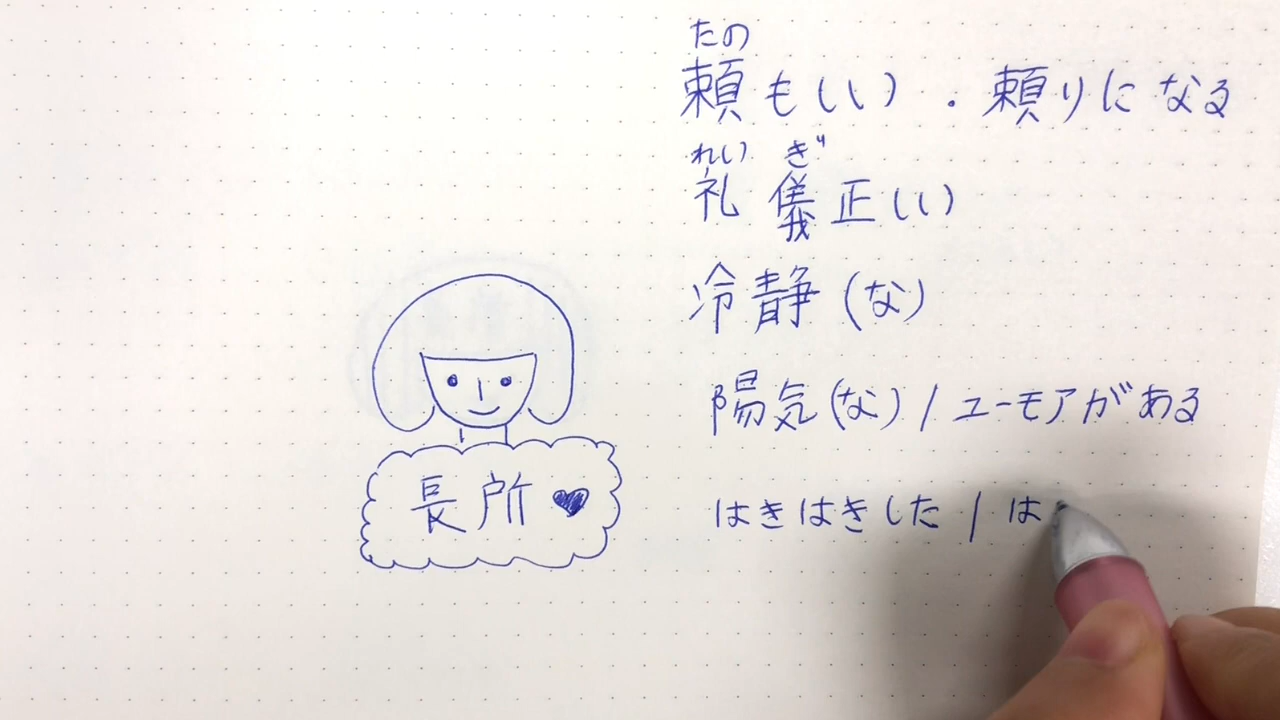 たの
頼もしい・頼りになる
れい ぎ
礼儀正しい
冷静(な)
陽気(な)/ユーモアがある
はきはきした/は
長所♥